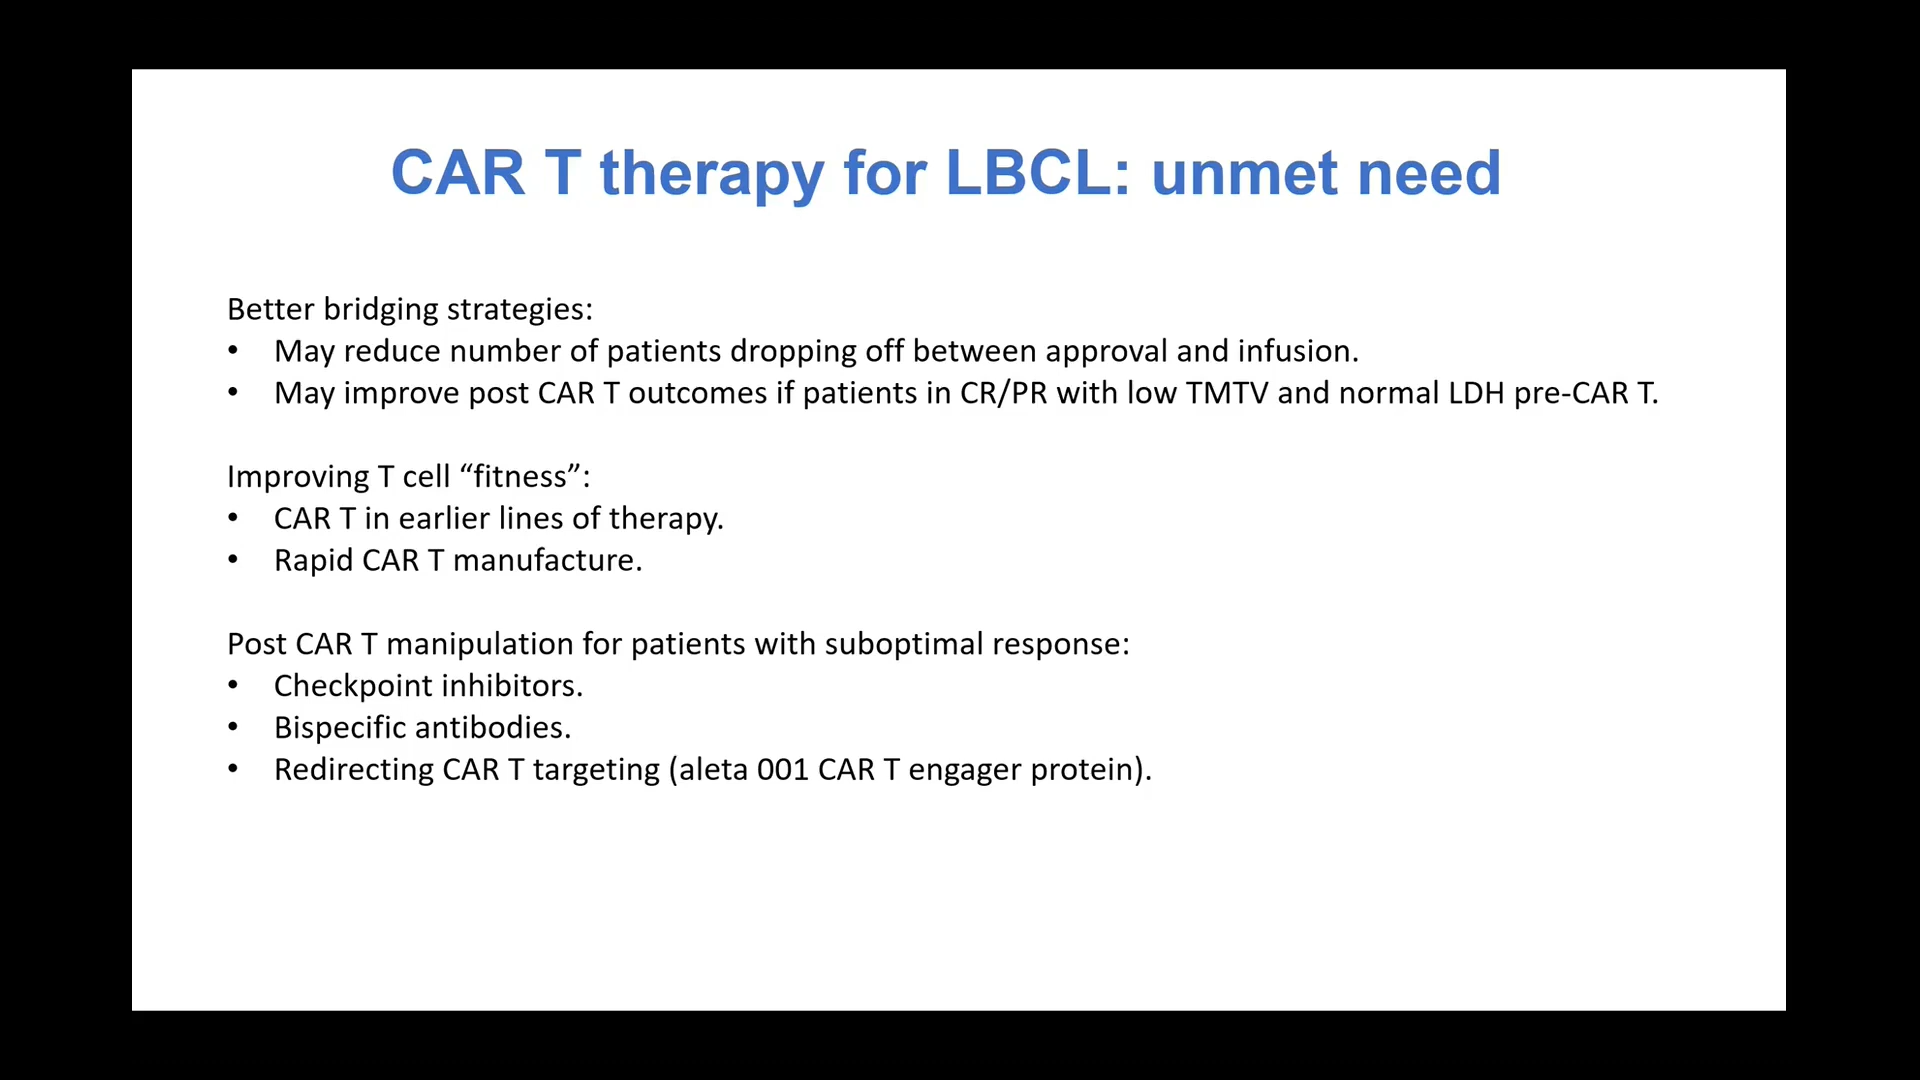 CAR T therapy for LBCL: unmet need
Better bridging strategies:
• May reduce number of patients dropping off between approval and infusion.
• May improve post CAR T outcomes if patients in CR/PR with low TMTV and normal LDH pre-CAR T.
Improving T cell “fitness”:
• CAR T in earlier lines of therapy.
• Rapid CAR T manufacture.
Post CAR T manipulation for patients with suboptimal response:
• Checkpoint inhibitors.
• Bispecific antibodies.
• Redirecting CAR T targeting (aleta 001 CAR T engager protein).